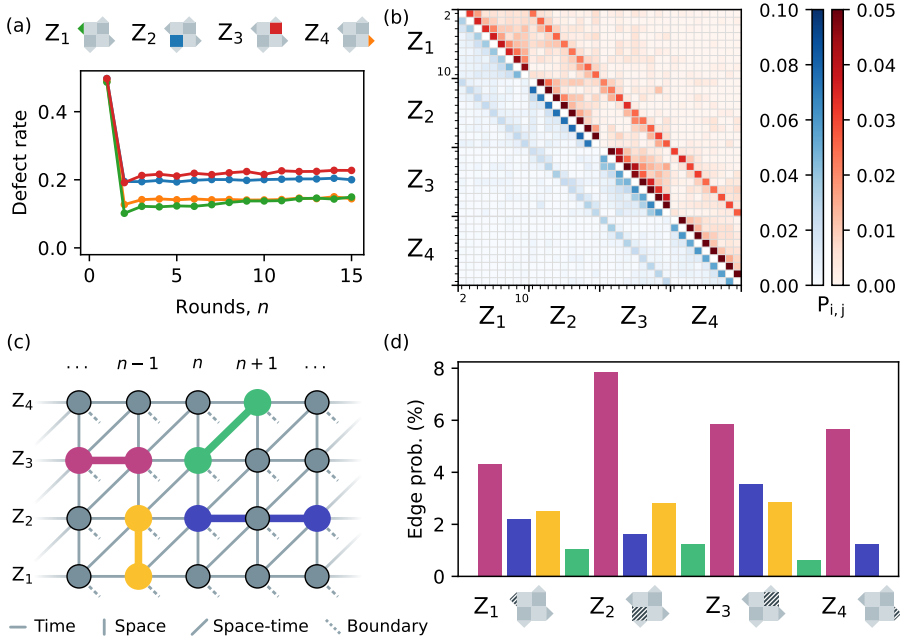 (a)
Z1 Z2 Z3 Z4
Defect rate
0.4
0.2
0.0
0 5 10 15
Rounds, n
(b)
2
Z1
10
Z2
Z3
Z4
2 10
Z1 Z2 Z3 Z4
0.10 0.05
0.08 0.04
0.06 0.03
0.04 0.02
0.02 0.01
0.00 0.00
Pi,j
(c)
... n−1 n n+1 ...
Z4
Z3
Z2
Z1
Time Space Space-time Boundary
(d)
Edge prob. (%)
8
6
4
2
0
Z1 Z2 Z3 Z4